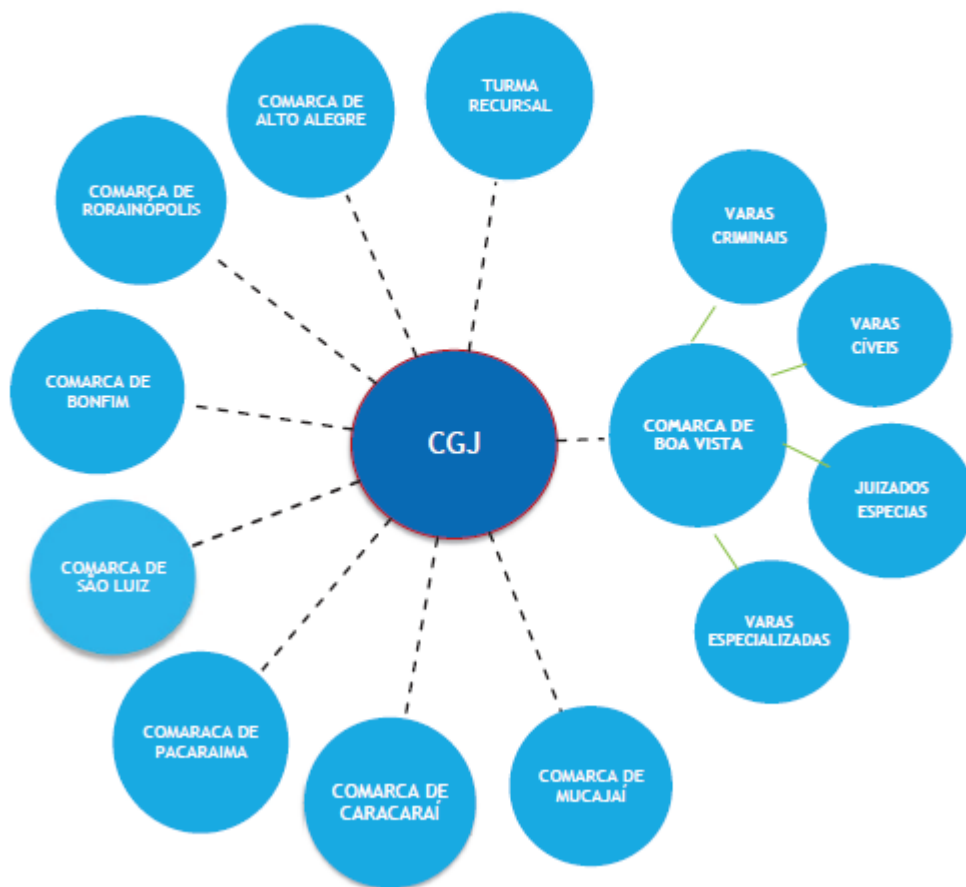 COMARCA DE
ALTO ALEGRE
TURMA
RECURSAL
COMARÇA DE
RORAINÓPOLIS
VARAS
CRIMINAIS
VARAS
CÍVEIS
COMARCA DE
BONFIM
CGJ
COMARCA DE
BOA VISTA
JUIZADOS
ESPECIAS
COMARCA DE
SÃO LUIZ
VARAS
ESPECIALIZADAS
COMARACA DE
PACARAIMA
COMARCA DE
CARACARAÍ
COMARCA DE
MUCAJAÍ